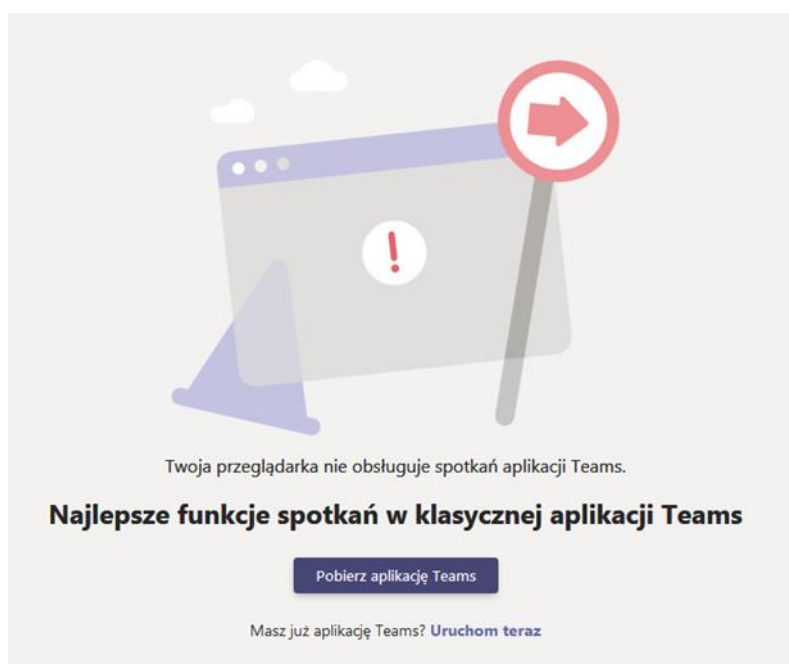 Twoja przeglądarka nie obsługuje spotkań aplikacji Teams.
Najlepsze funkcje spotkań w klasycznej aplikacji Teams
Pobierz aplikację Teams
Masz już aplikację Teams? Uruchom teraz